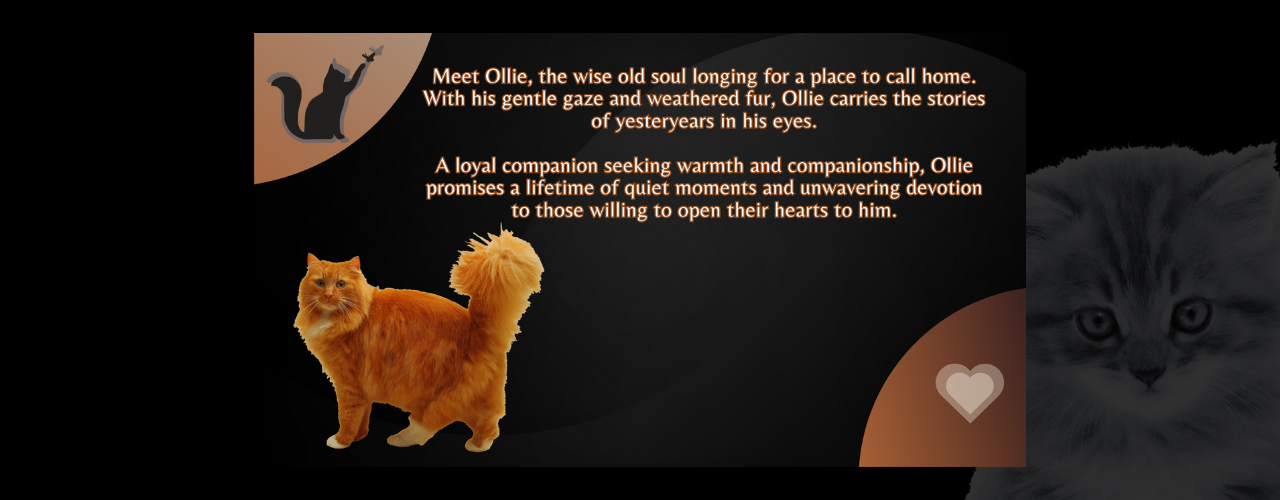 Meet Ollie, the wise old soul longing for a place to call home.
With his gentle gaze and weathered fur, Ollie carries the stories
of yesteryears in his eyes.
A loyal companion seeking warmth and companionship, Ollie
promises a lifetime of quiet moments and unwavering devotion
to those willing to open their hearts to him.